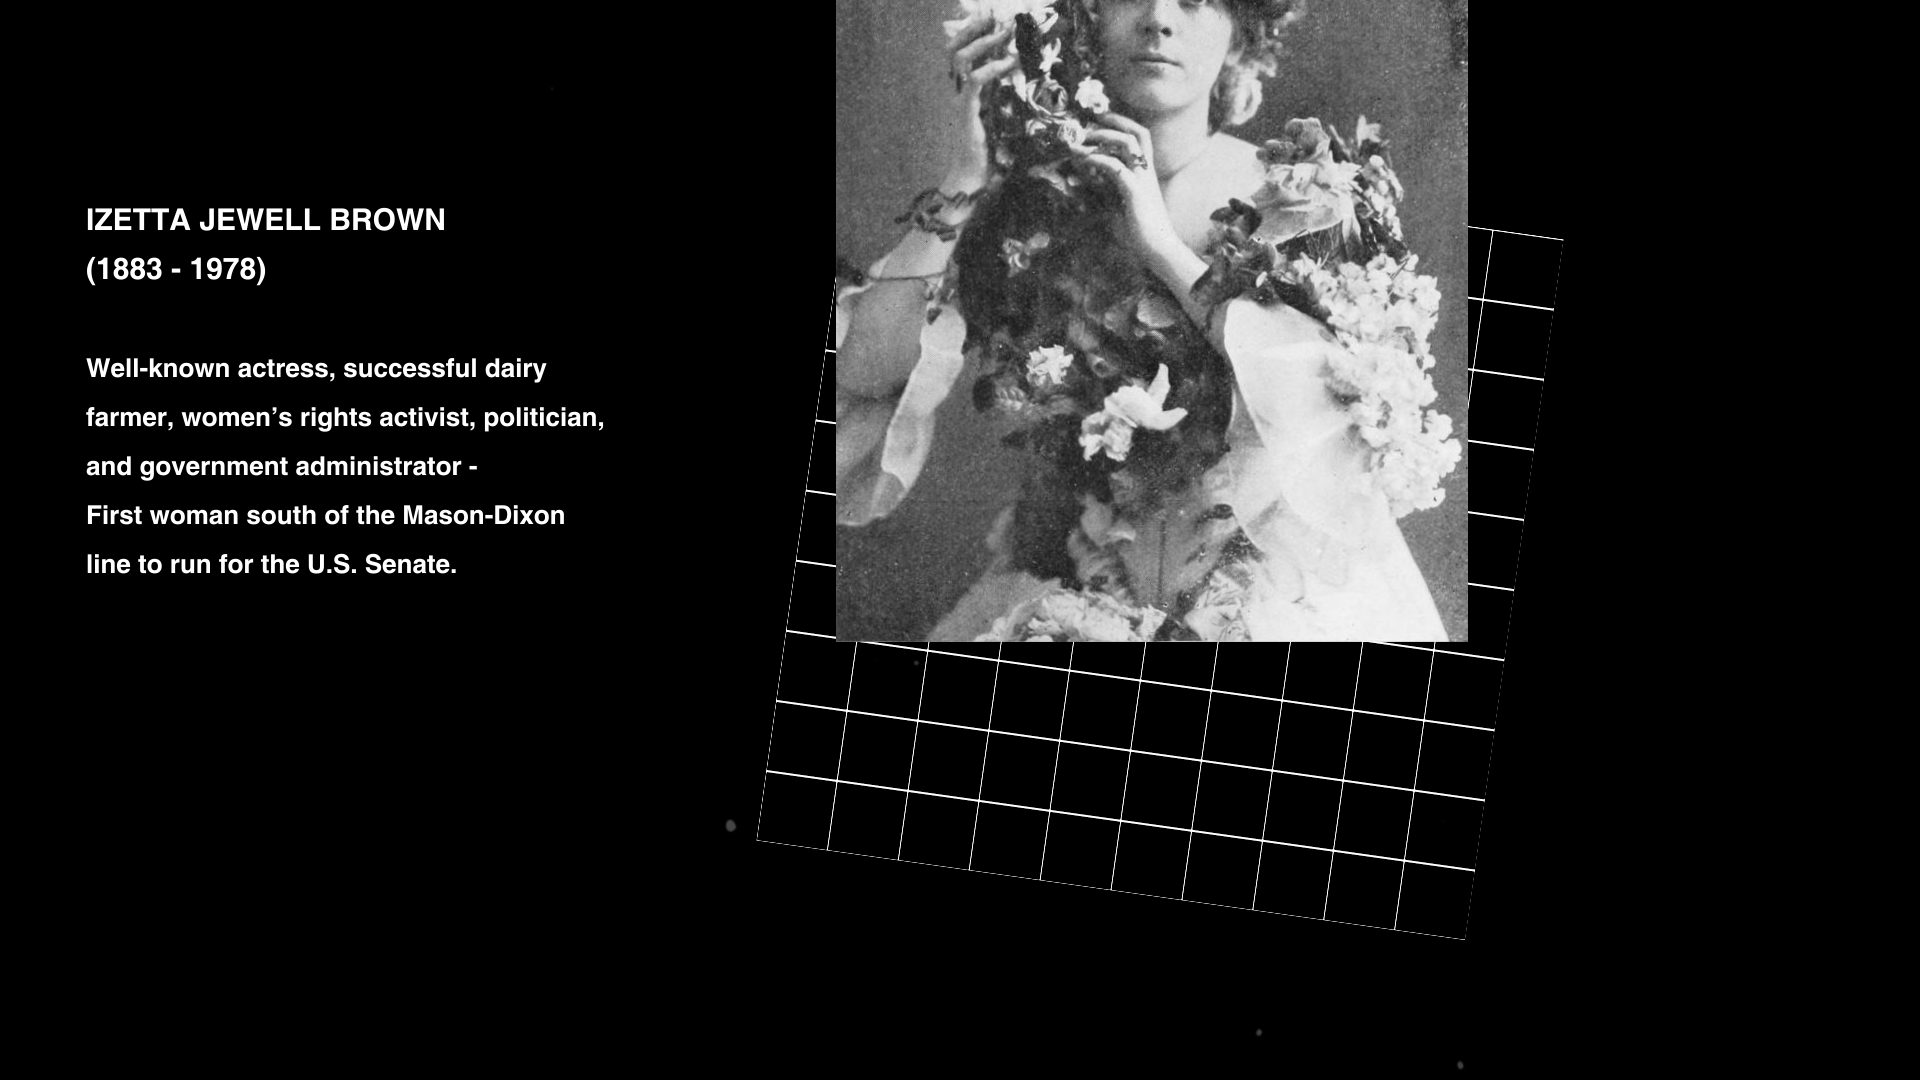 IZETTA JEWELL BROWN
(1883 - 1978)
Well-known actress, successful dairy
farmer, women’s rights activist, politician,
and government administrator -
First woman south of the Mason-Dixon
line to run for the U.S. Senate.